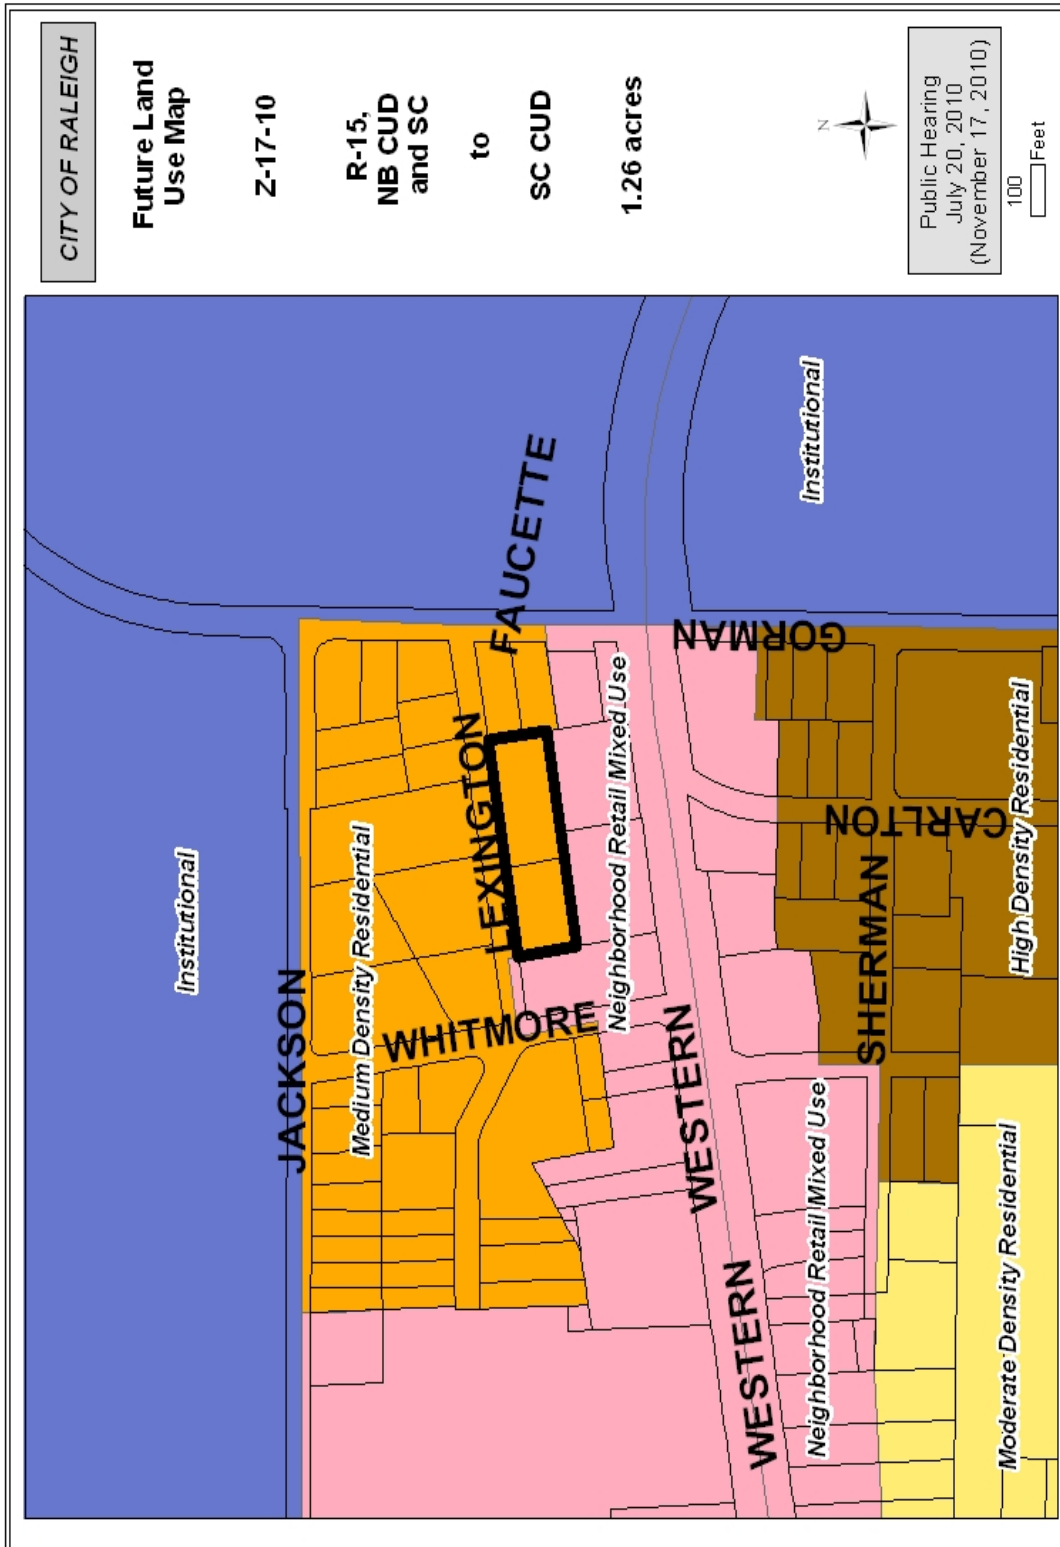 CITY OF RALEIGH
Future Land
Use Map
Z-17-10
R-15,
NB CUD
and SC
to
SC CUD
1.26 acres
N
Public Hearing
July 20, 2010
(November 17, 2010)
100
Feet
Institutional
JACKSON
Medium Density Residential
WHITMORE
LEXINGTON
FAUCETTE
Neighborhood Retail Mixed Use
Institutional
WESTERN
WESTERN
GORMAN
Neighborhood Retail Mixed Use
SHERMAN
CARLTON
High Density Residential
Moderate Density Residential